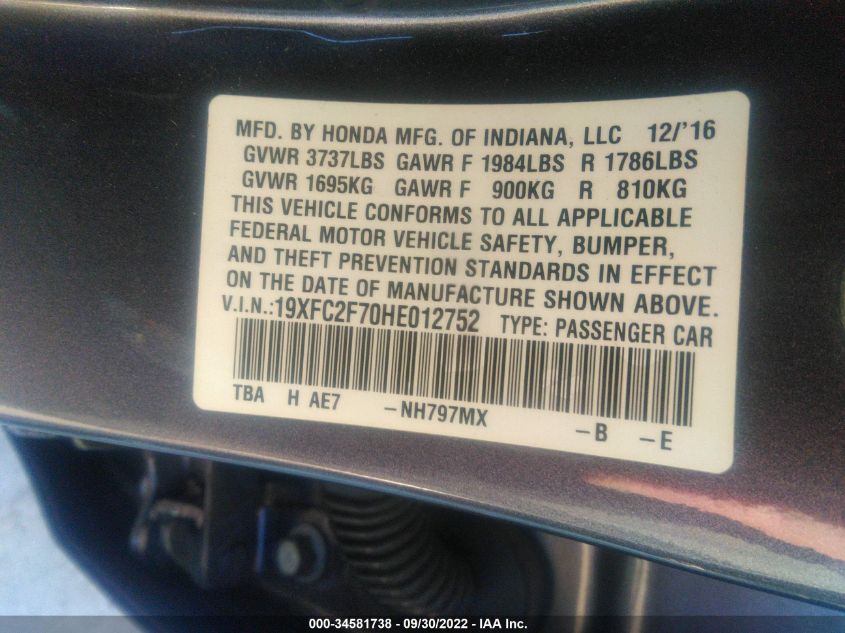 MFD. BY HONDA MFG. OF INDIANA, LLC 12/'16
GVWR 3737LBS GAWR F 1984LBS R 1786LBS
GVWR 1695KG GAWR F 900KG R 810KG
THIS VEHICLE CONFORMS TO ALL APPLICABLE
FEDERAL MOTOR VEHICLE SAFETY, BUMPER,
AND THEFT PREVENTION STANDARDS IN EFFECT
ON THE DATE OF MANUFACTURE SHOWN ABOVE.
V.I.N.:19XFC2F70HE012752 TYPE: PASSENGER CAR
TBA H AE7 -NH797MX -B -E
000-34581738 - 09/30/2022 - IAA Inc.